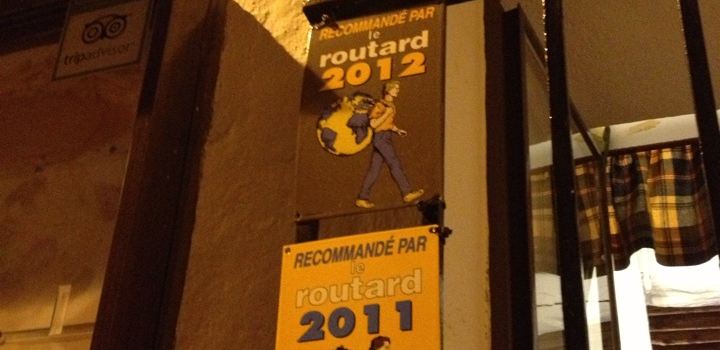 tripadvisor
RECOMMANDÉ PAR
le
routard
2012
RECOMMANDÉ PAR
le
routard
2011